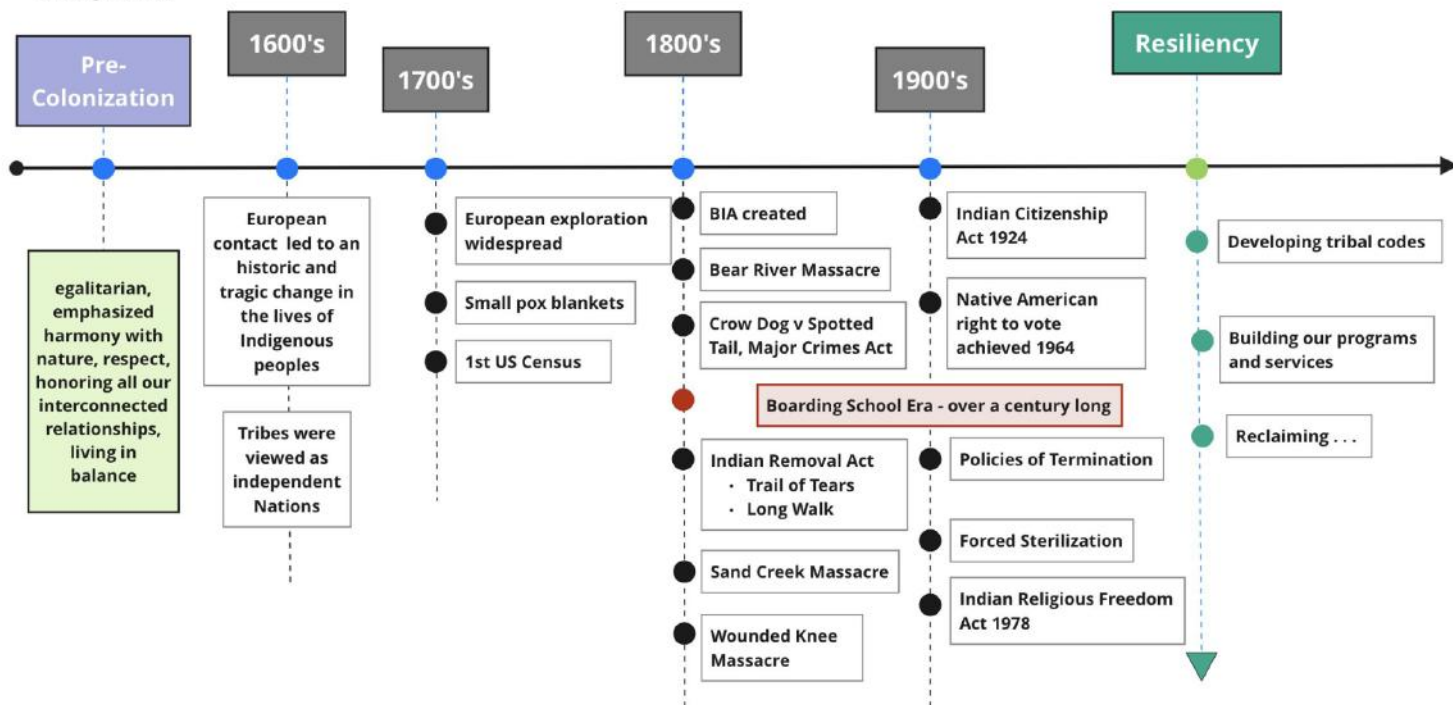 Pre-
Colonization
egalitarian,
emphasized
harmony with
nature, respect,
honoring all our
interconnected
relationships,
living in
balance
1600's
European
contact led to an
historic and
tragic change in
the lives of
Indigenous
peoples
Tribes were
viewed as
independent
Nations
1700's
European exploration
widespread
Small pox blankets
1st US Census
1800's
BIA created
Bear River Massacre
Crow Dog v Spotted
Tail, Major Crimes Act
Boarding School Era - over a century long
Indian Removal Act
· Trail of Tears
· Long Walk
Sand Creek Massacre
Wounded Knee
Massacre
1900's
Indian Citizenship
Act 1924
Native American
right to vote
achieved 1964
Policies of Termination
Forced Sterilization
Indian Religious Freedom
Act 1978
Resiliency
Developing tribal codes
Building our programs
and services
Reclaiming . . .